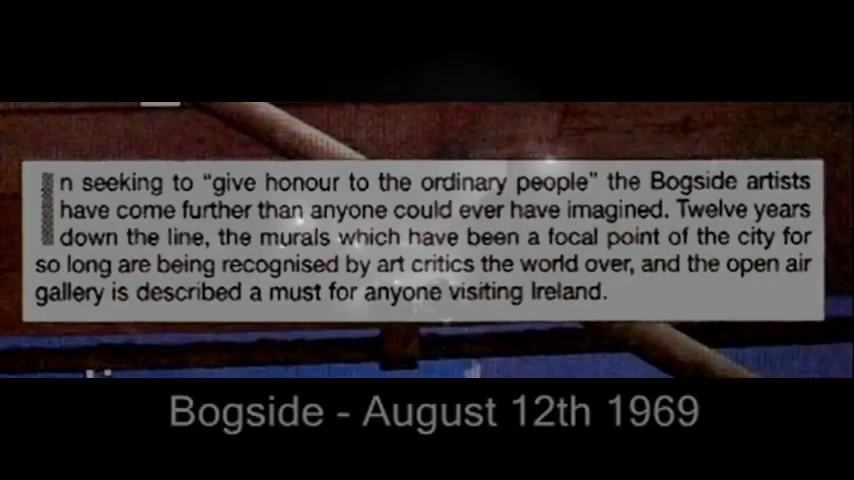 In seeking to “give honour to the ordinary people” the Bogside artists
have come further than anyone could ever have imagined. Twelve years
down the line, the murals which have been a focal point of the city for
so long are being recognised by art critics the world over, and the open air
gallery is described a must for anyone visiting Ireland.
Bogside - August 12th 1969